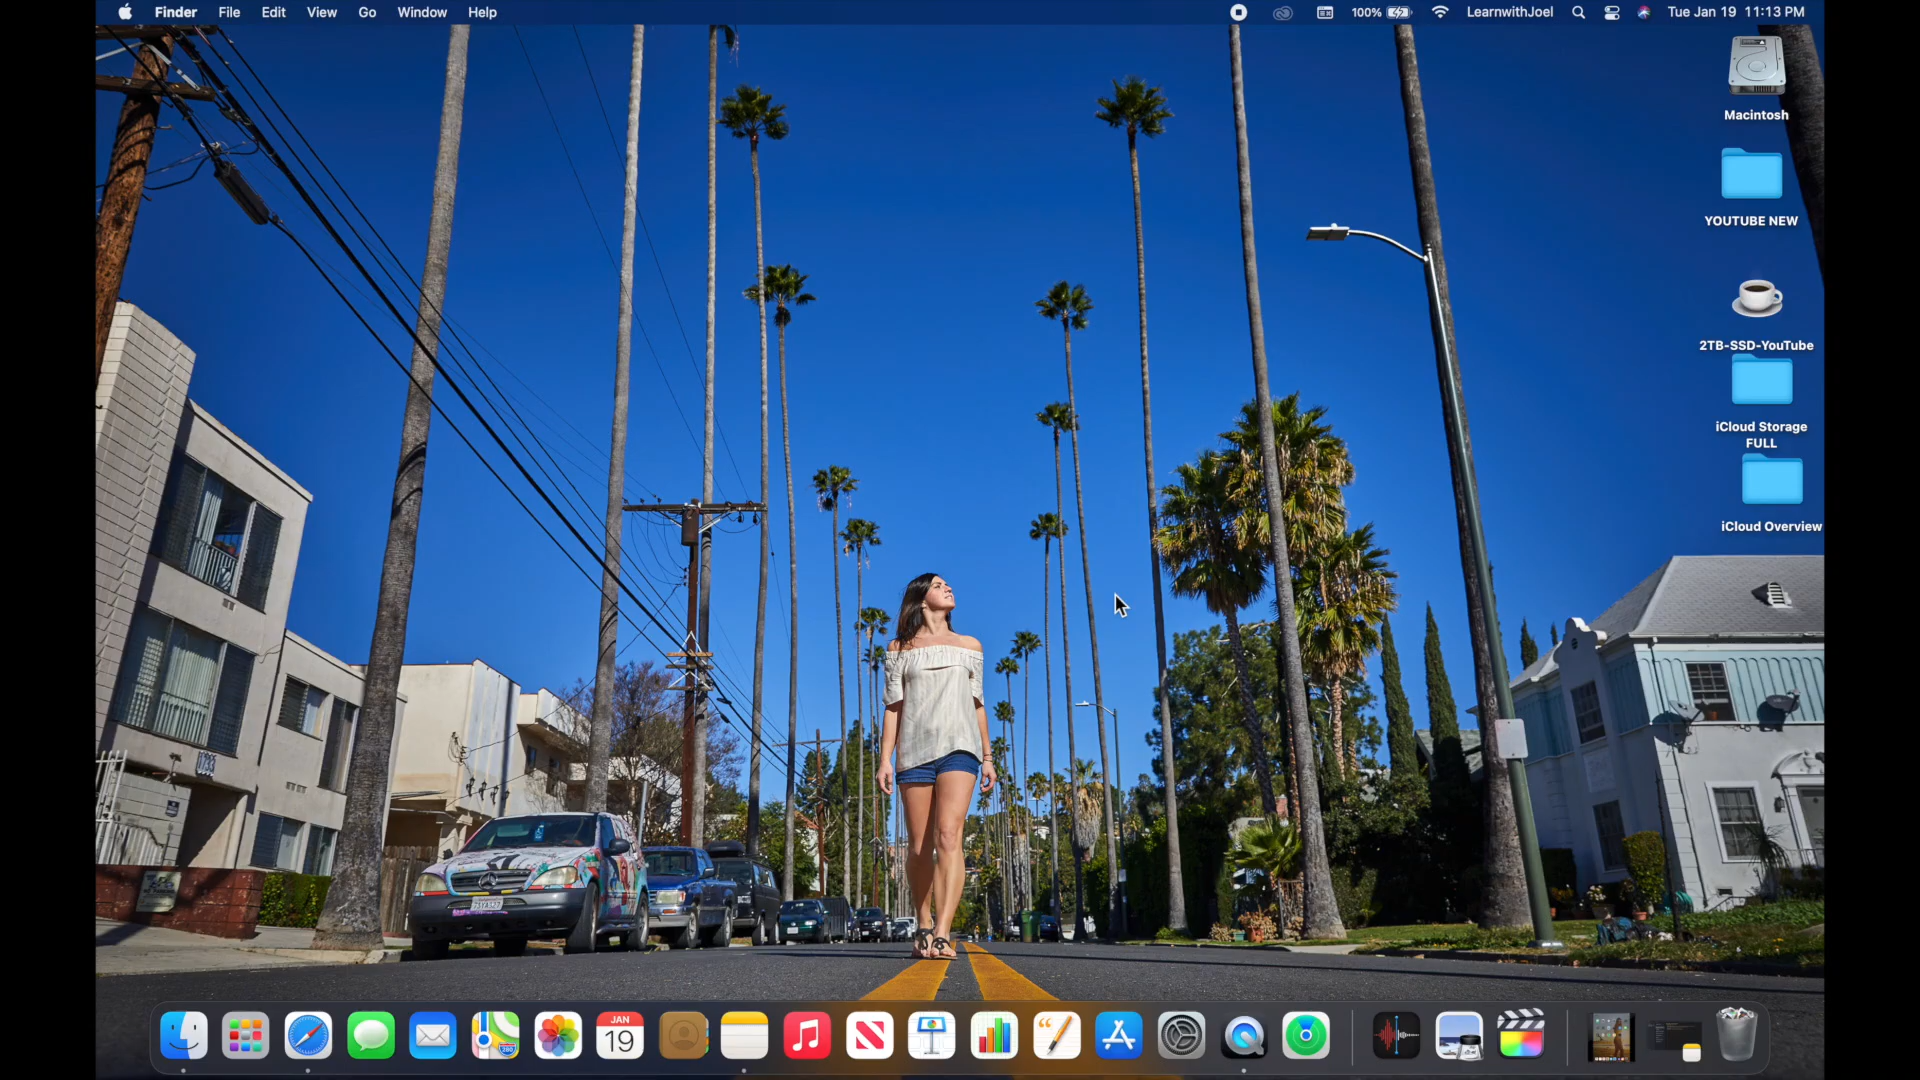 Finder File Edit View Go Window Help 100% LearnwithJoel Tue Jan 19 11:13 PM
Macintosh
YOUTUBE NEW
2TB-SSD-YouTube
iCloud Storage
FULL
iCloud Overview
JAN
19